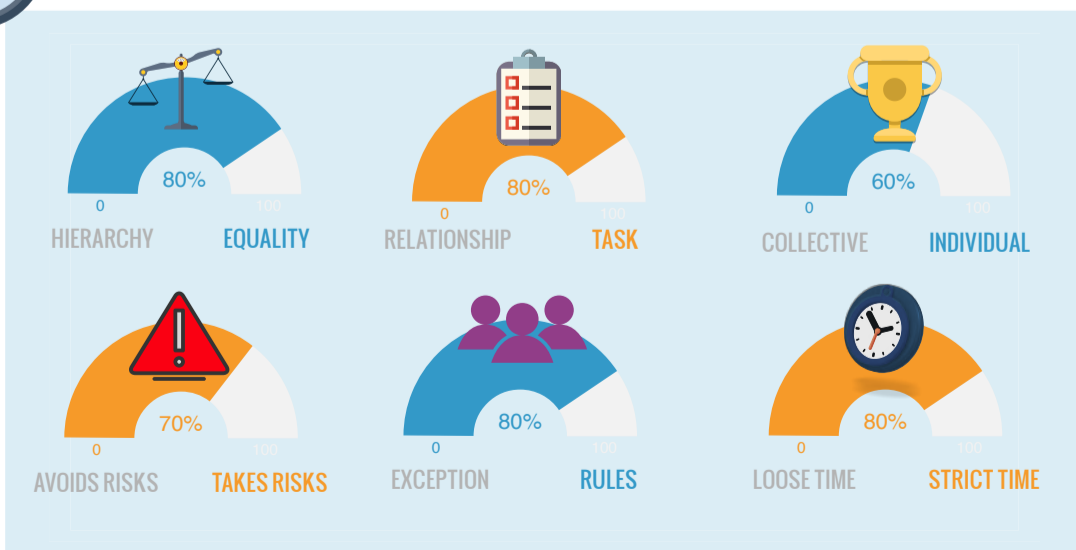 80%
0 100
HIERARCHY EQUALITY
80%
0 100
RELATIONSHIP TASK
60%
0 100
COLLECTIVE INDIVIDUAL
70%
0 100
AVOIDS RISKS TAKES RISKS
80%
0 100
EXCEPTION RULES
80%
0 100
LOOSE TIME STRICT TIME